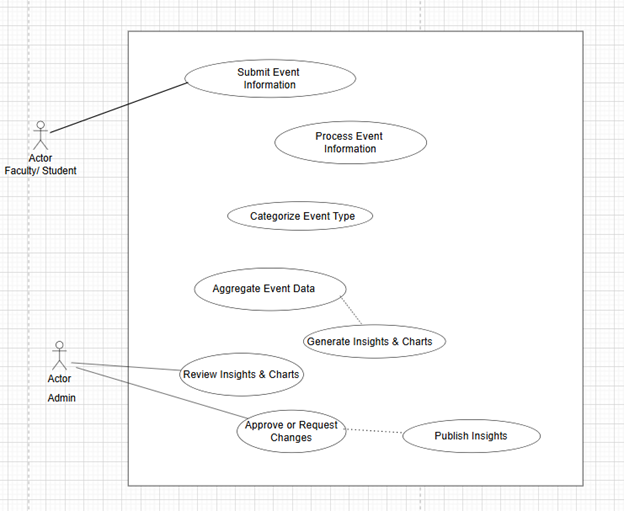 Submit Event
Information
Process Event
Information
Actor
Faculty/ Student
Categorize Event Type
Aggregate Event Data
Generate Insights & Charts
Actor
Admin
Review Insights & Charts
Approve or Request
Changes
Publish Insights